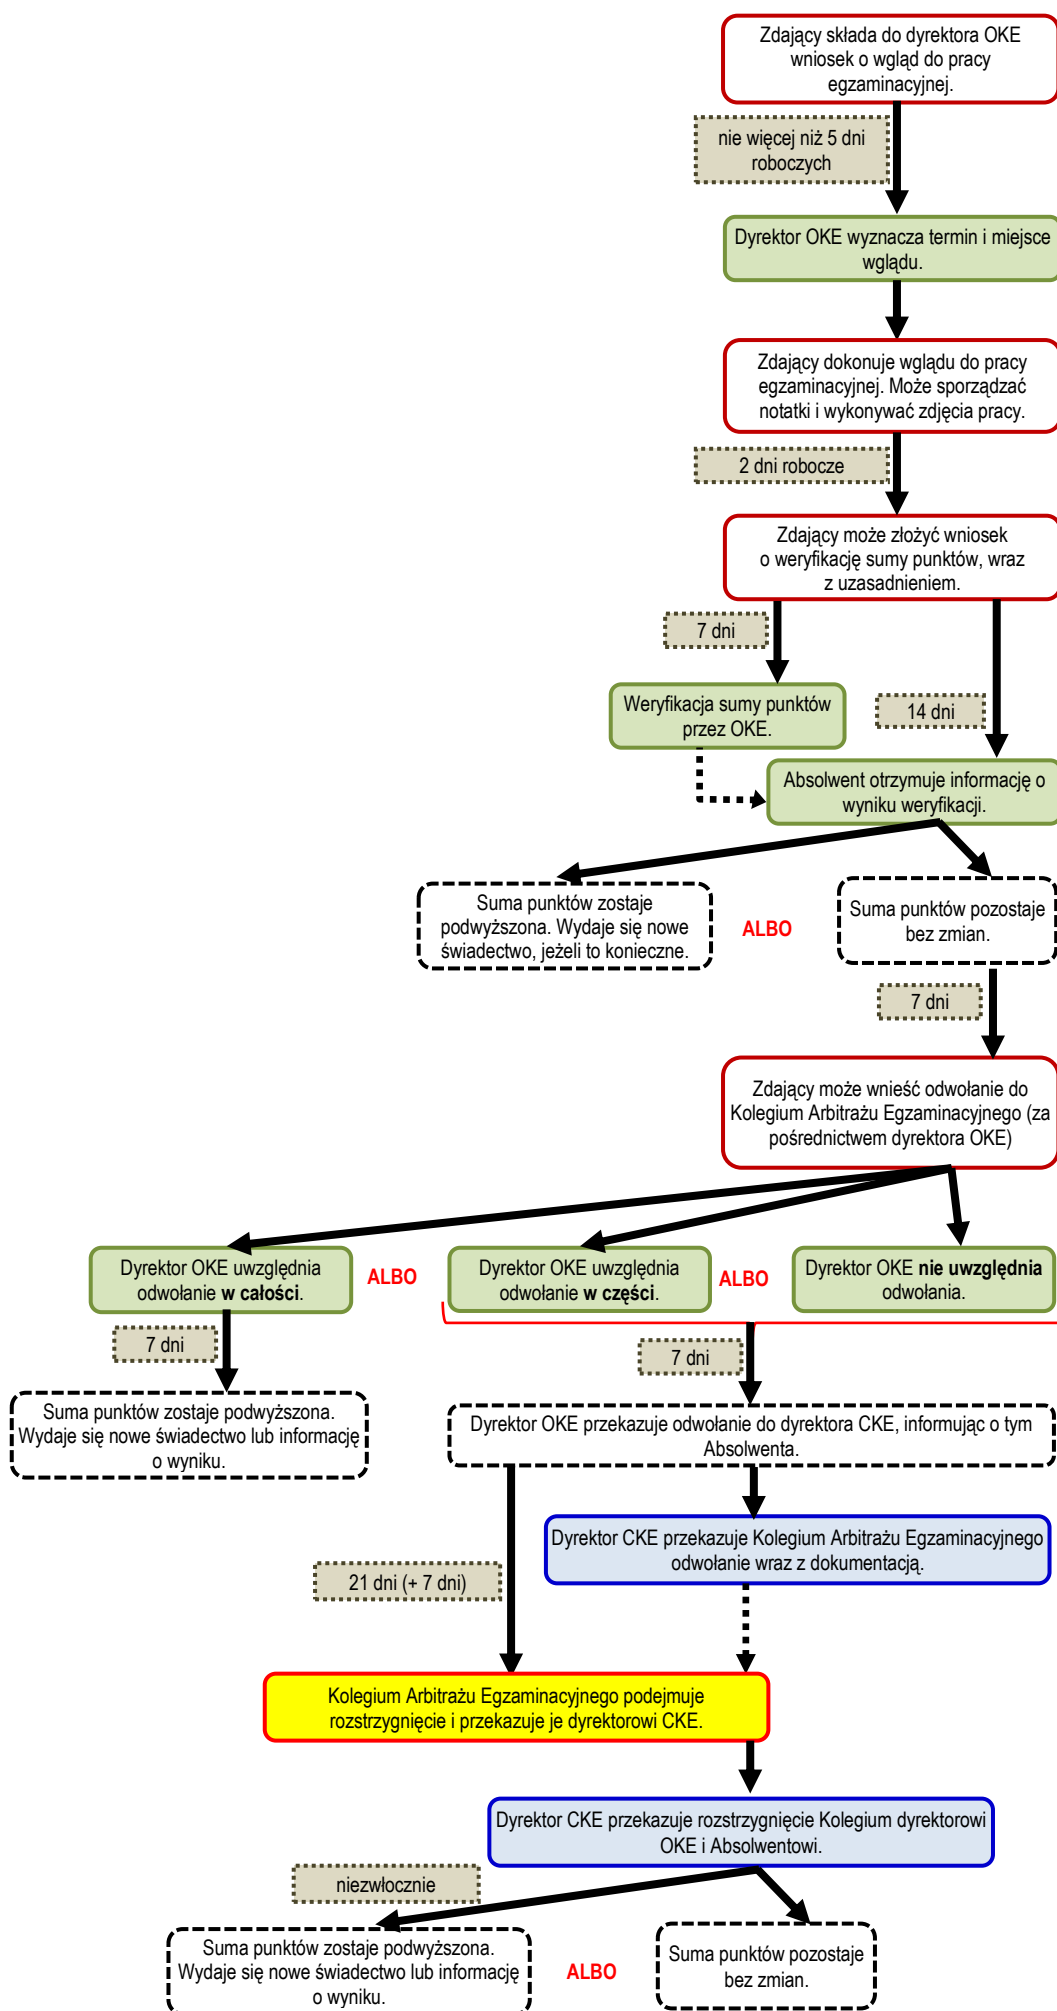 Zdający składa do dyrektora OKE
wniosek o wgląd do pracy
egzaminacyjnej.
nie więcej niż 5 dni
roboczych
Dyrektor OKE wyznacza termin i miejsce
wglądu.
Zdający dokonuje wglądu do pracy
egzaminacyjnej. Może sporządzać
notatki i wykonywać zdjęcia pracy.
2 dni robocze
Zdający może złożyć wniosek
o weryfikację sumy punktów, wraz
z uzasadnieniem.
7 dni
Weryfikacja sumy punktów
przez OKE.
14 dni
Absolwent otrzymuje informację o
wyniku weryfikacji.
Suma punktów zostaje
podwyższona. Wydaje się nowe
świadectwo, jeżeli to konieczne.
ALBO
Suma punktów pozostaje
bez zmian.
7 dni
Zdający może wnieść odwołanie do
Kolegium Arbitrażu Egzaminacyjnego (za
pośrednictwem dyrektora OKE)
Dyrektor OKE uwzględnia
odwołanie w całości.
ALBO
Dyrektor OKE uwzględnia
odwołanie w części.
ALBO
Dyrektor OKE nie uwzględnia
odwołania.
7 dni
7 dni
Suma punktów zostaje podwyższona.
Wydaje się nowe świadectwo lub informację
o wyniku.
Dyrektor OKE przekazuje odwołanie do dyrektora CKE, informując o tym
Absolwenta.
Dyrektor CKE przekazuje Kolegium Arbitrażu Egzaminacyjnego
odwołanie wraz z dokumentacją.
21 dni (+ 7 dni)
Kolegium Arbitrażu Egzaminacyjnego podejmuje
rozstrzygnięcie i przekazuje je dyrektorowi CKE.
Dyrektor CKE przekazuje rozstrzygnięcie Kolegium dyrektorowi
OKE i Absolwentowi.
niezwłocznie
Suma punktów zostaje podwyższona.
Wydaje się nowe świadectwo lub informację
o wyniku.
ALBO
Suma punktów pozostaje
bez zmian.